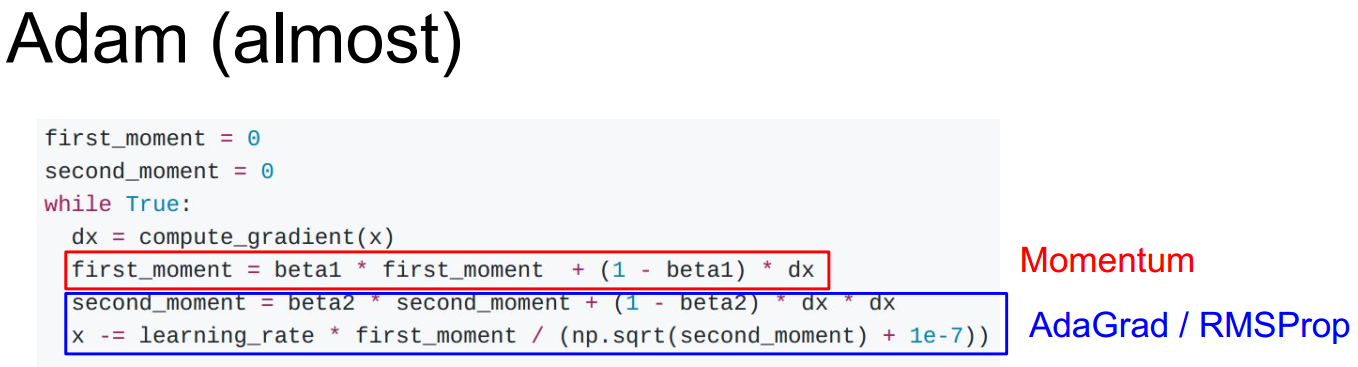 Adam (almost)
first_moment = 0
second_moment = 0
while True:
  dx = compute_gradient(x)
  first_moment = beta1 * first_moment  + (1 - beta1) * dx
Momentum
  second_moment = beta2 * second_moment + (1 - beta2) * dx * dx
  x -= learning_rate * first_moment / (np.sqrt(second_moment) + 1e-7))
AdaGrad / RMSProp